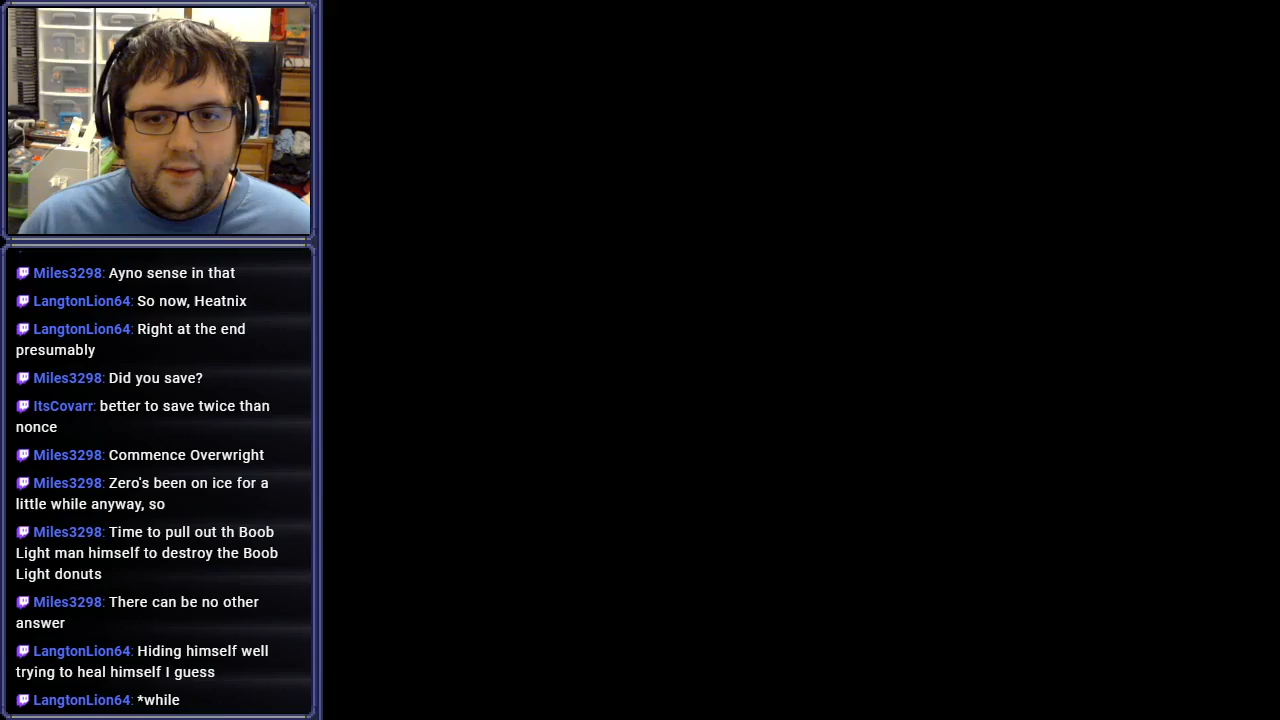 Miles3298: Ayno sense in that
LangtonLion64: So now, Heatnix
LangtonLion64: Right at the end
presumably
Miles3298: Did you save?
ItsCovarr: better to save twice than
nonce
Miles3298: Commence Overwright
Miles3298: Zero's been on ice for a
little while anyway, so
Miles3298: Time to pull out th Boob
Light man himself to destroy the Boob
Light donuts
Miles3298: There can be no other
answer
LangtonLion64: Hiding himself well
trying to heal himself I guess
LangtonLion64: *while